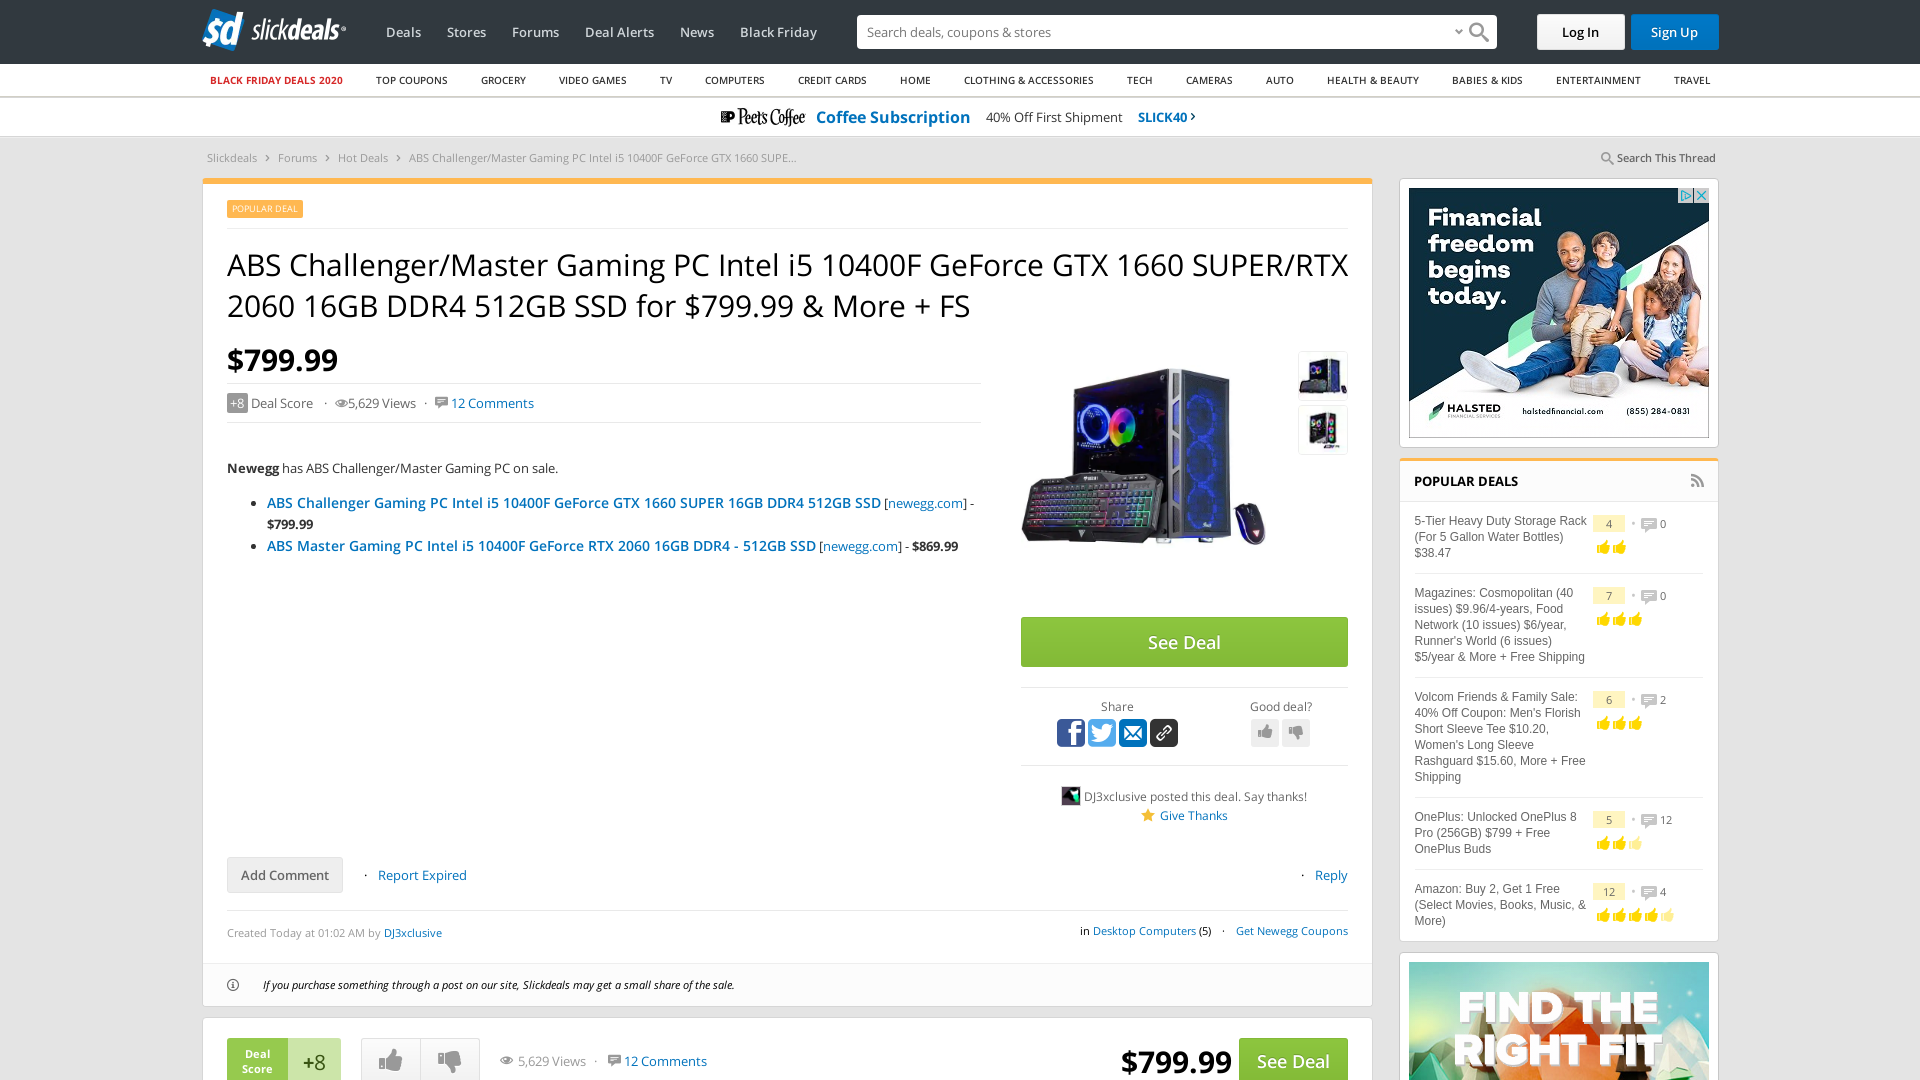 slickdeals
Deals Stores Forums Deal Alerts News Black Friday
Search deals, coupons & stores
Log In
Sign Up
BLACK FRIDAY DEALS 2020 TOP COUPONS GROCERY VIDEO GAMES TV COMPUTERS CREDIT CARDS HOME CLOTHING & ACCESSORIES TECH CAMERAS AUTO HEALTH & BEAUTY BABIES & KIDS ENTERTAINMENT TRAVEL
Peet's Coffee Coffee Subscription 40% Off First Shipment SLICK40
Slickdeals Forums Hot Deals ABS Challenger/Master Gaming PC Intel i5 10400F GeForce GTX 1660 SUPE...
Search This Thread
POPULAR DEAL
ABS Challenger/Master Gaming PC Intel i5 10400F GeForce GTX 1660 SUPER/RTX
2060 16GB DDR4 512GB SSD for $799.99 & More + FS
$799.99
+8 Deal Score · 5,629 Views · 12 Comments
Newegg has ABS Challenger/Master Gaming PC on sale.
ABS Challenger Gaming PC Intel i5 10400F GeForce GTX 1660 SUPER 16GB DDR4 512GB SSD [newegg.com] -
$799.99
ABS Master Gaming PC Intel i5 10400F GeForce RTX 2060 16GB DDR4 - 512GB SSD [newegg.com] - $869.99
See Deal
Share
Good deal?
DJ3xclusive posted this deal. Say thanks!
Give Thanks
Add Comment · Report Expired
· Reply
Created Today at 01:02 AM by DJ3xclusive
in Desktop Computers (5) · Get Newegg Coupons
If you purchase something through a post on our site, Slickdeals may get a small share of the sale.
Deal
Score
+8
5,629 Views · 12 Comments
$799.99
See Deal
Financial
freedom
begins
today.
HALSTED
FINANCIAL SERVICES
halstedfinancial.com
(855) 284-0831
POPULAR DEALS
5-Tier Heavy Duty Storage Rack
(For 5 Gallon Water Bottles)
$38.47
4 · 0
Magazines: Cosmopolitan (40
issues) $9.96/4-years, Food
Network (10 issues) $6/year,
Runner's World (6 issues)
$5/year & More + Free Shipping
7 · 0
Volcom Friends & Family Sale:
40% Off Coupon: Men's Florish
Short Sleeve Tee $10.20,
Women's Long Sleeve
Rashguard $15.60, More + Free
Shipping
6 · 2
OnePlus: Unlocked OnePlus 8
Pro (256GB) $799 + Free
OnePlus Buds
5 · 12
Amazon: Buy 2, Get 1 Free
(Select Movies, Books, Music, &
More)
12 · 4
FIND THE
RIGHT FIT